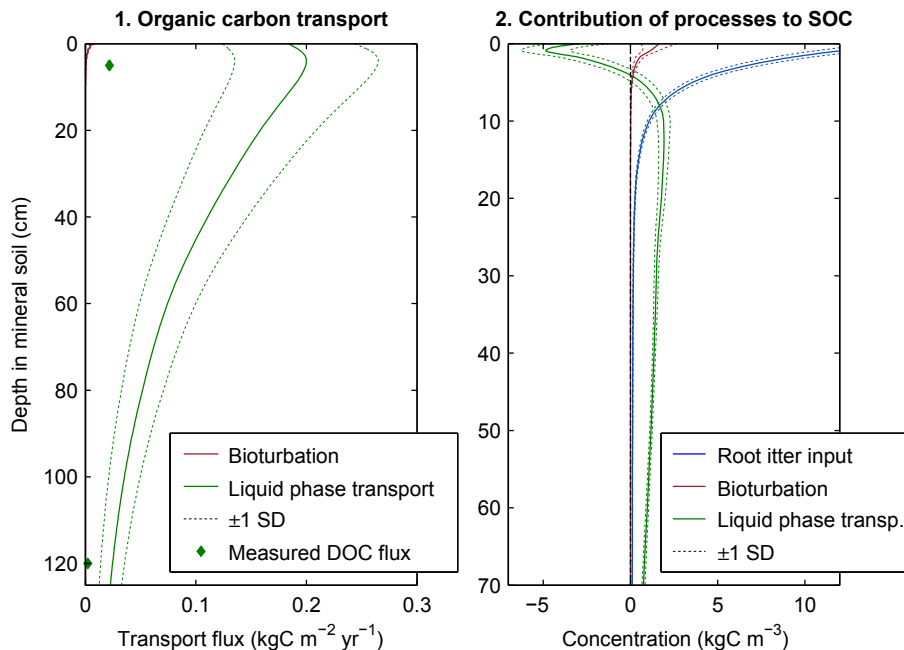 1. Organic carbon transport
0
20
40
60
80
100
120
0
0.1
0.2
0.3
Depth in mineral soil (cm)
Transport flux (kgC m−2 yr−1)
Bioturbation
Liquid phase transport
±1 SD
Measured DOC flux
2. Contribution of processes to SOC
0
10
20
30
40
50
60
70
−5
0
5
10
Concentration (kgC m−3)
Root itter input
Bioturbation
Liquid phase transp.
±1 SD